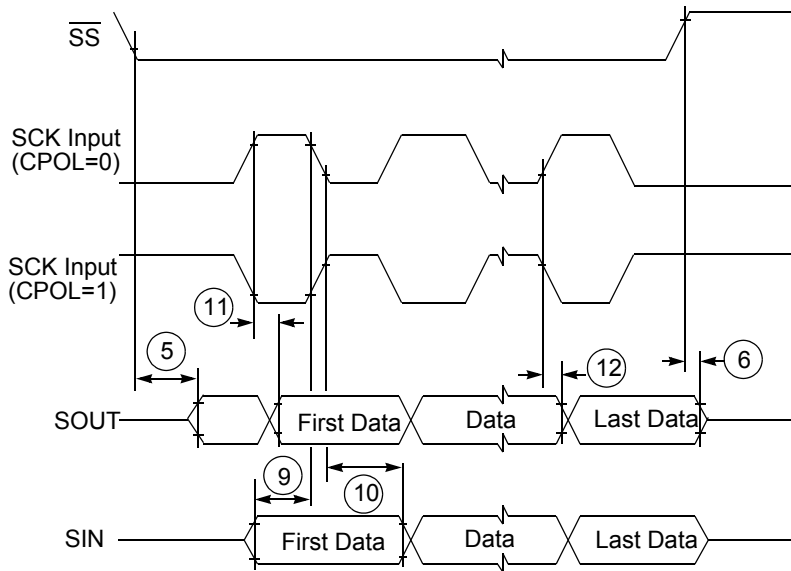 SS
SCK Input
(CPOL=0)
SCK Input
(CPOL=1)
11
5
12
6
SOUT
First Data
Data
Last Data
9
10
SIN
First Data
Data
Last Data